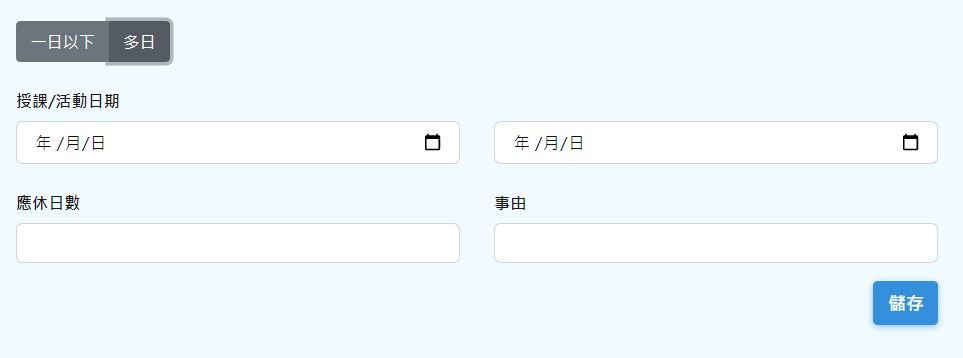 一日以下 多日
授課/活動日期
年 /月/日 年 /月/日
應休日數 事由
儲存